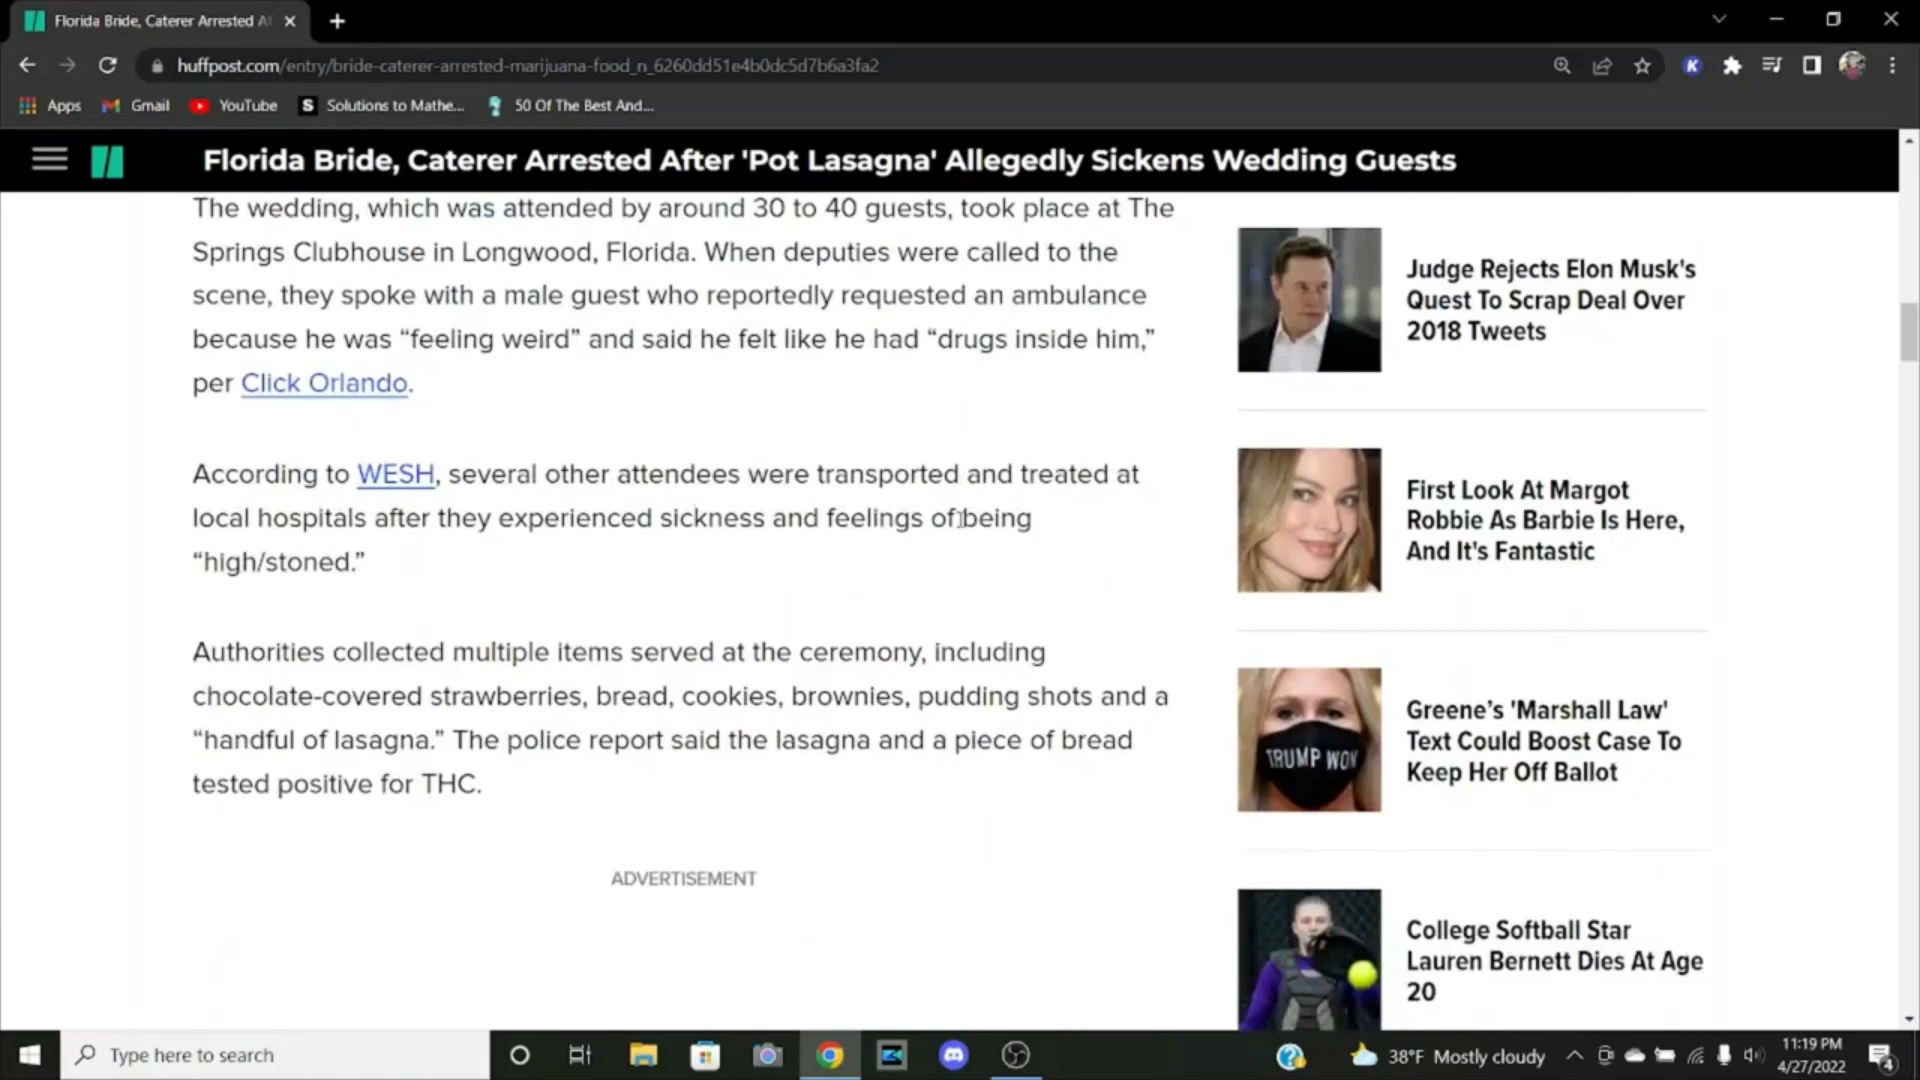 Florida Bride, Caterer Arrested Af
huffpost.com/entry/bride-caterer-arrested-marijuana-food_n_6260dd51e4b0dc5d7b6a3fa2
K
Apps
Gmail
YouTube
S
Solutions to Mathe...
50 Of The Best And...
Florida Bride, Caterer Arrested After 'Pot Lasagna' Allegedly Sickens Wedding Guests
The wedding, which was attended by around 30 to 40 guests, took place at The
Springs Clubhouse in Longwood, Florida. When deputies were called to the
scene, they spoke with a male guest who reportedly requested an ambulance
because he was “feeling weird” and said he felt like he had “drugs inside him,”
per Click Orlando.
According to WESH, several other attendees were transported and treated at
local hospitals after they experienced sickness and feelings of being
“high/stoned.”
Authorities collected multiple items served at the ceremony, including
chocolate-covered strawberries, bread, cookies, brownies, pudding shots and a
“handful of lasagna.” The police report said the lasagna and a piece of bread
tested positive for THC.
ADVERTISEMENT
Judge Rejects Elon Musk's
Quest To Scrap Deal Over
2018 Tweets
First Look At Margot
Robbie As Barbie Is Here,
And It's Fantastic
TRUMP WON
Greene’s 'Marshall Law'
Text Could Boost Case To
Keep Her Off Ballot
College Softball Star
Lauren Bernett Dies At Age
20
Type here to search
38°F Mostly cloudy
11:19 PM
4/27/2022
4